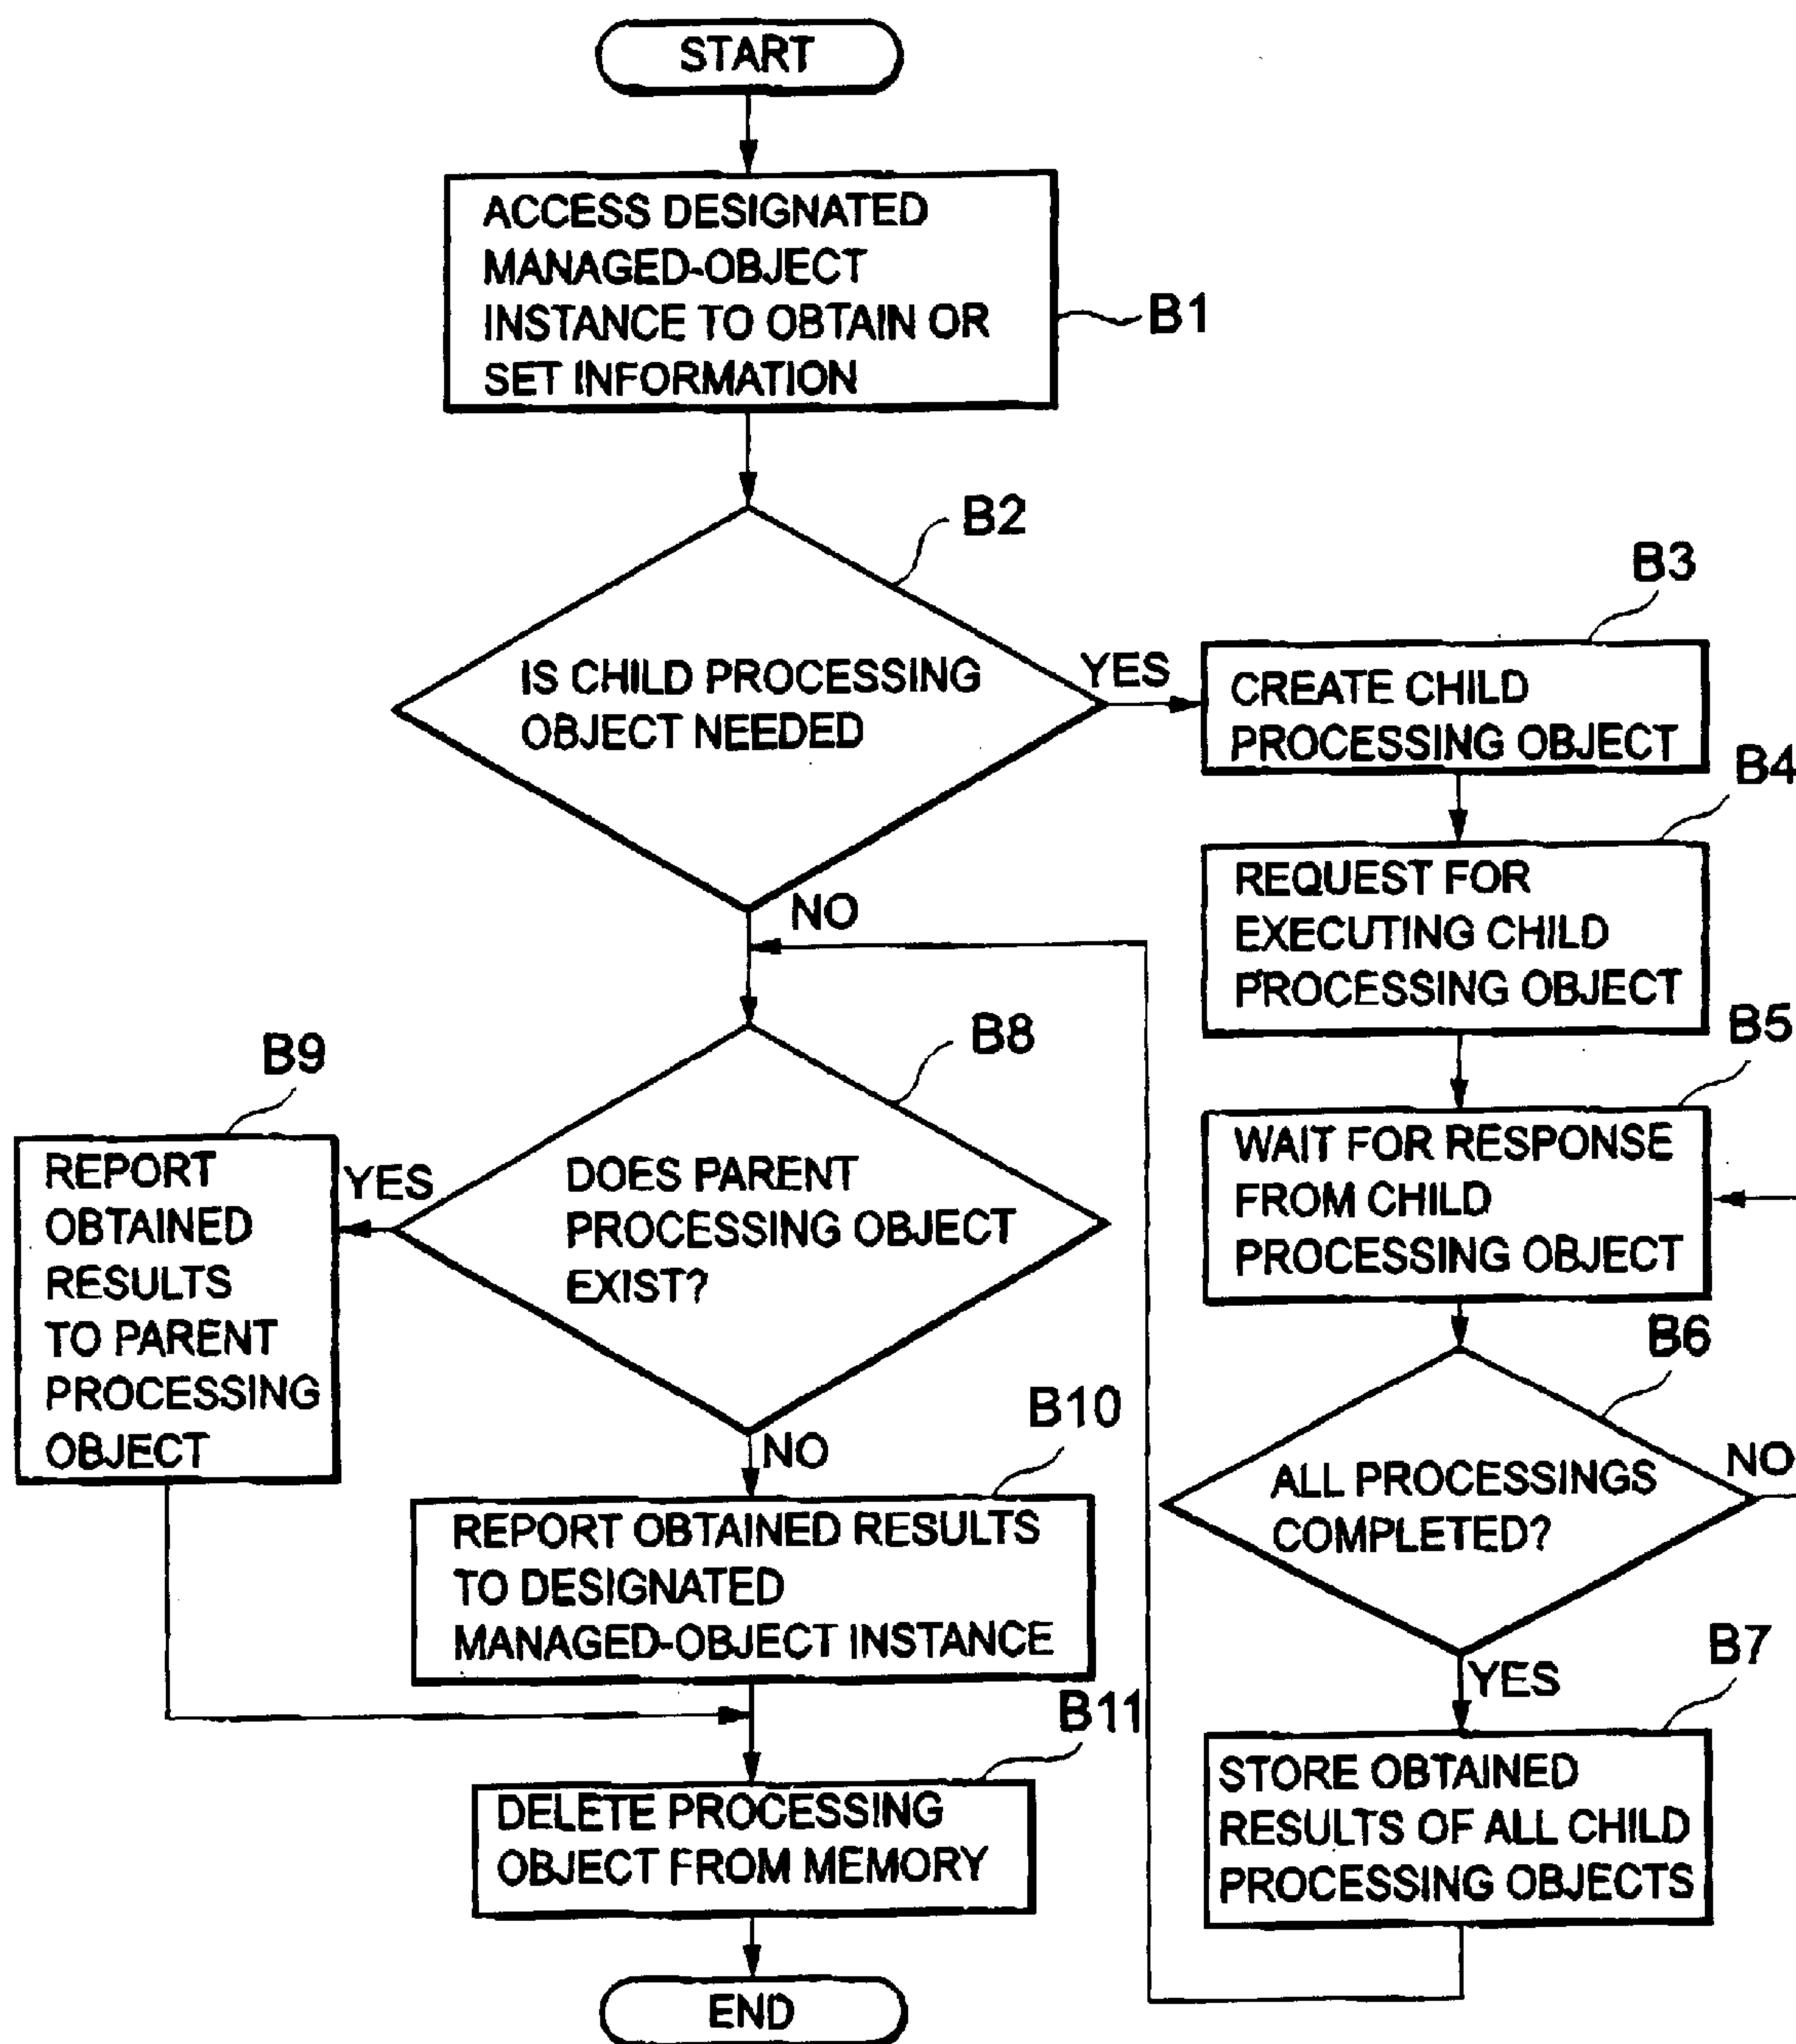 START
ACCESS DESIGNATED
MANAGED-OBJECT
INSTANCE TO OBTAIN OR
SET INFORMATION
B1
B2
IS CHILD PROCESSING
OBJECT NEEDED
YES
NO
B3
CREATE CHILD
PROCESSING OBJECT
B4
REQUEST FOR
EXECUTING CHILD
PROCESSING OBJECT
B5
WAIT FOR RESPONSE
FROM CHILD
PROCESSING OBJECT
B6
ALL PROCESSINGS
COMPLETED?
NO
YES
B7
STORE OBTAINED
RESULTS OF ALL CHILD
PROCESSING OBJECTS
B8
DOES PARENT
PROCESSING OBJECT
EXIST?
YES
NO
B9
REPORT
OBTAINED
RESULTS
TO PARENT
PROCESSING
OBJECT
B10
REPORT OBTAINED RESULTS
TO DESIGNATED
MANAGED-OBJECT INSTANCE
B11
DELETE PROCESSING
OBJECT FROM MEMORY
END